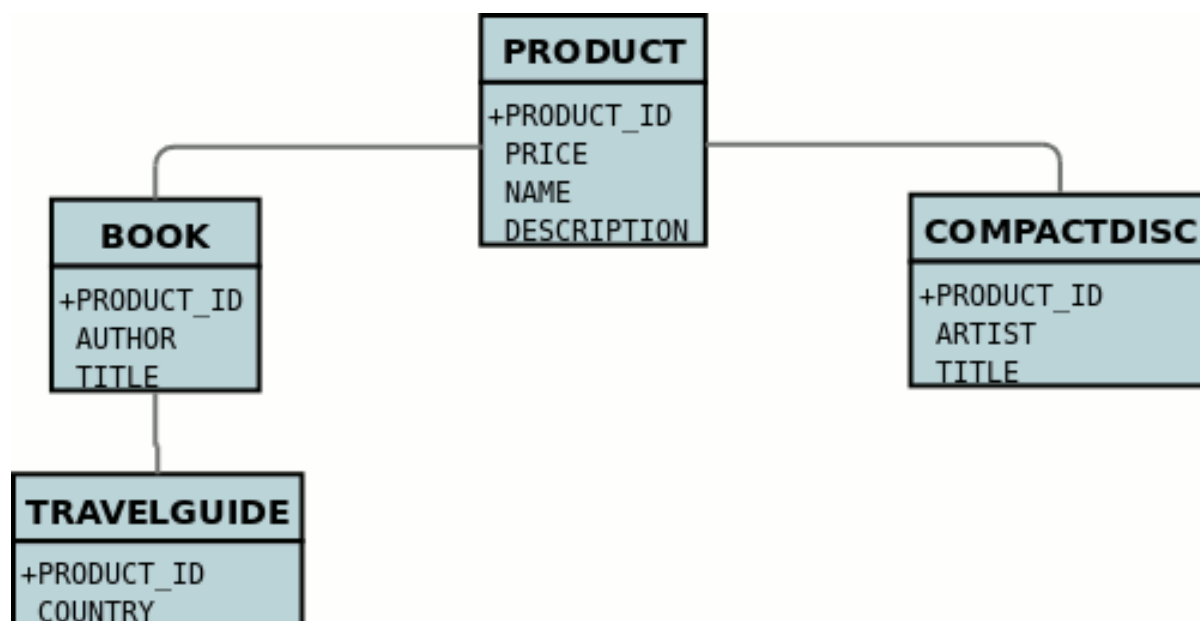 PRODUCT
+PRODUCT_ID
PRICE
NAME
DESCRIPTION
BOOK
+PRODUCT_ID
AUTHOR
TITLE
COMPACTDISC
+PRODUCT_ID
ARTIST
TITLE
TRAVELGUIDE
+PRODUCT_ID
COUNTRY